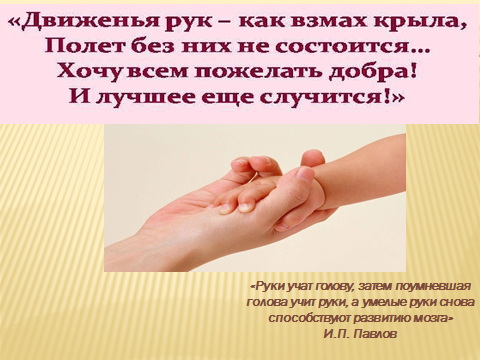 «Движенья рук – как взмах крыла,
Полет без них не состоится...
Хочу всем пожелать добра!
И лучшее еще случится!»
«Руки учат голову, затем поумневшая
голова учит руки, а умелые руки снова
способствуют развитию мозга»
И.П. Павлов